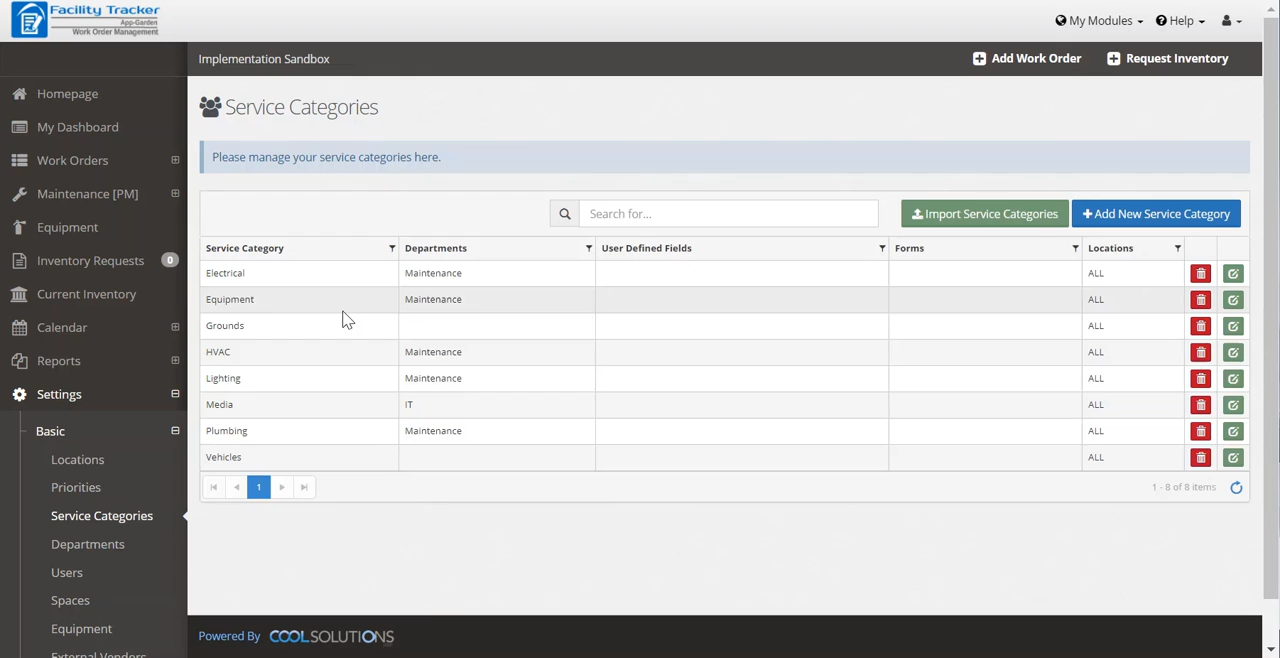 Facility Tracker
App-Garden
Work Order Management
My Modules
Help
Implementation Sandbox
Add Work Order
Request Inventory
Homepage
My Dashboard
Work Orders
Maintenance [PM]
Equipment
Inventory Requests 0
Current Inventory
Calendar
Reports
Settings
Basic
Locations
Priorities
Service Categories
Departments
Users
Spaces
Equipment
External Vendors
Service Categories
Please manage your service categories here.
Search for...
Import Service Categories
Add New Service Category
Service Category Departments User Defined Fields Forms Locations
Electrical Maintenance ALL
Equipment Maintenance ALL
Grounds ALL
HVAC Maintenance ALL
Lighting Maintenance ALL
Media IT ALL
Plumbing Maintenance ALL
Vehicles ALL
1
1 - 8 of 8 items
Powered By COOLSOLUTIONS